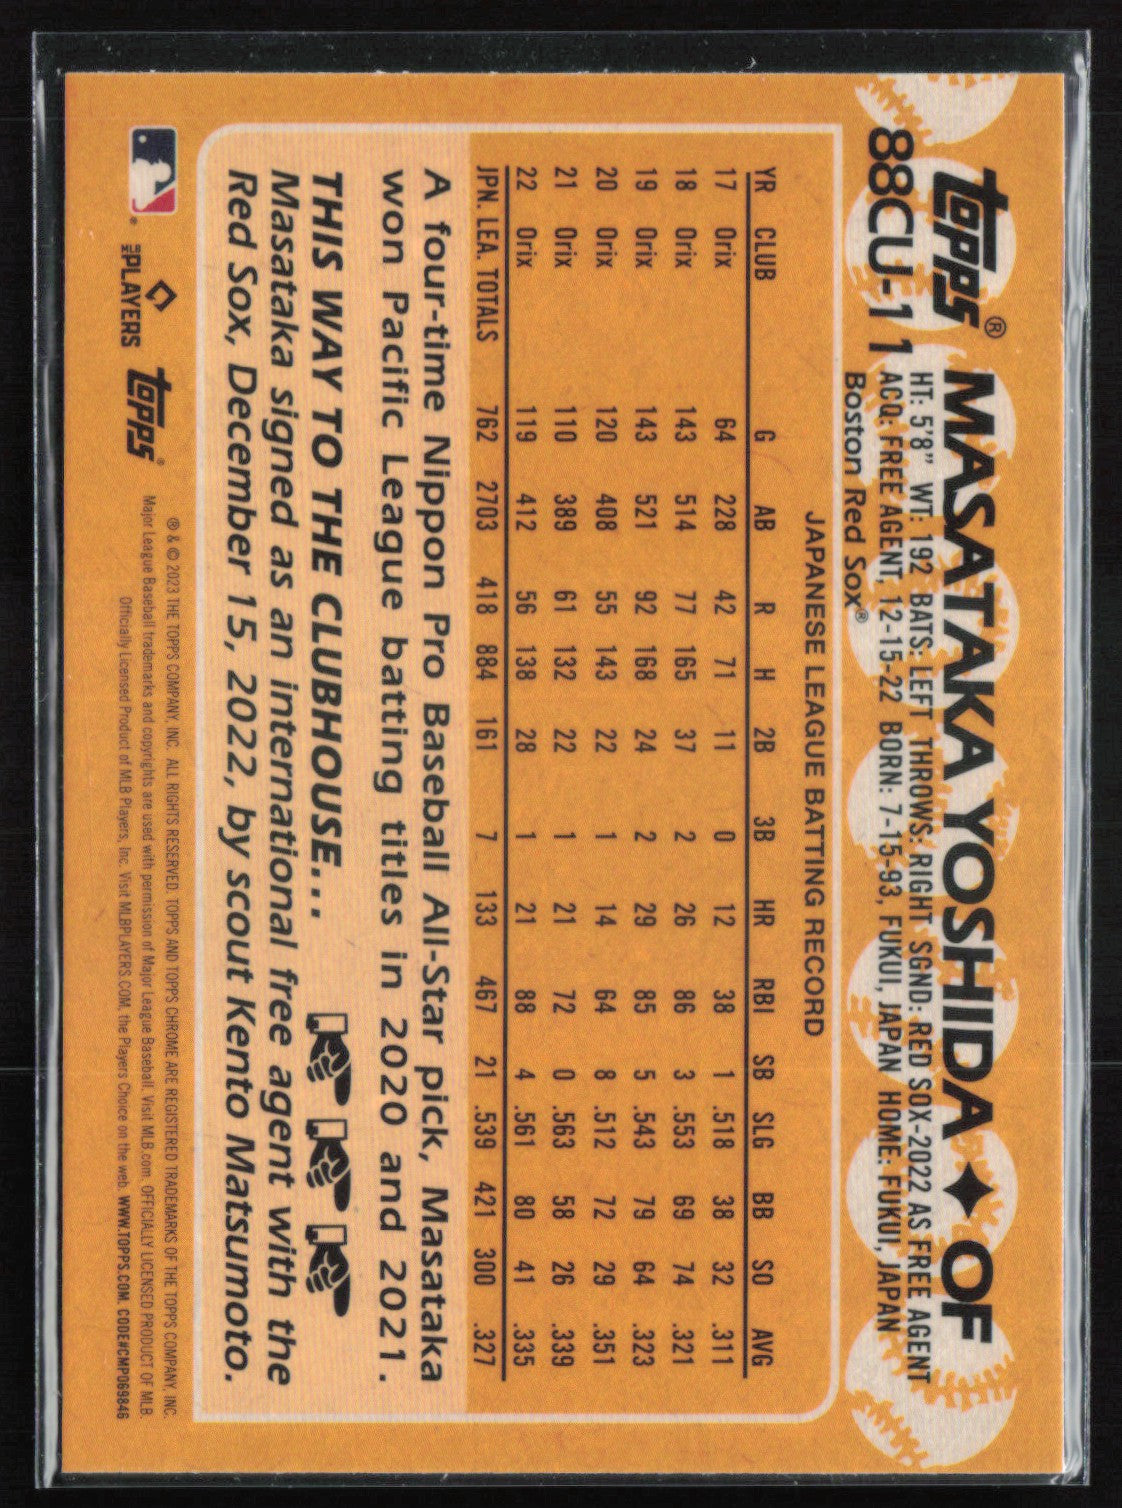 topps® MASATAKA YOSHIDA ✦ OF
HT: 5'8" WT: 192 BATS: LEFT THROWS: RIGHT SGND: RED SOX-2022 AS FREE AGENT
88CU-11 ACQ: FREE AGENT, 12-15-22 BORN: 7-15-93, FUKUI, JAPAN HOME: FUKUI, JAPAN
Boston Red Sox®
JAPANESE LEAGUE BATTING RECORD
YR CLUB G AB R H 2B 3B HR RBI SB SLG BB SO AVG
17 Orix 64 228 42 71 11 0 12 38 1 .518 38 32 .311
18 Orix 143 514 77 165 37 2 26 86 3 .553 69 74 .321
19 Orix 143 521 92 168 24 2 29 85 5 .543 79 64 .323
20 Orix 120 408 55 143 22 1 14 64 8 .512 72 29 .351
21 Orix 110 389 61 132 22 1 21 72 0 .563 58 26 .339
22 Orix 119 412 56 138 28 1 21 88 4 .561 80 41 .335
JPN. LEA. TOTALS 762 2703 418 884 161 7 133 467 21 .539 421 300 .327
A four-time Nippon Pro Baseball All-Star pick, Masataka
won Pacific League batting titles in 2020 and 2021.
THIS WAY TO THE CLUBHOUSE...
Masataka signed as an international free agent with the
Red Sox, December 15, 2022, by scout Kento Matsumoto.
MLB PLAYERS topps®
® & © 2023 THE TOPPS COMPANY, INC. ALL RIGHTS RESERVED. TOPPS AND TOPPS CHROME ARE REGISTERED TRADEMARKS OF THE TOPPS COMPANY, INC.
Major League Baseball trademarks and copyrights are used with permission of Major League Baseball. Visit MLB.com. OFFICIALLY LICENSED PRODUCT OF MLB
Officially Licensed Product of MLB Players, Inc. Visit MLBPLAYERS.COM, the Players Choice on the web. WWW.TOPPS.COM. CODE#CMP069846